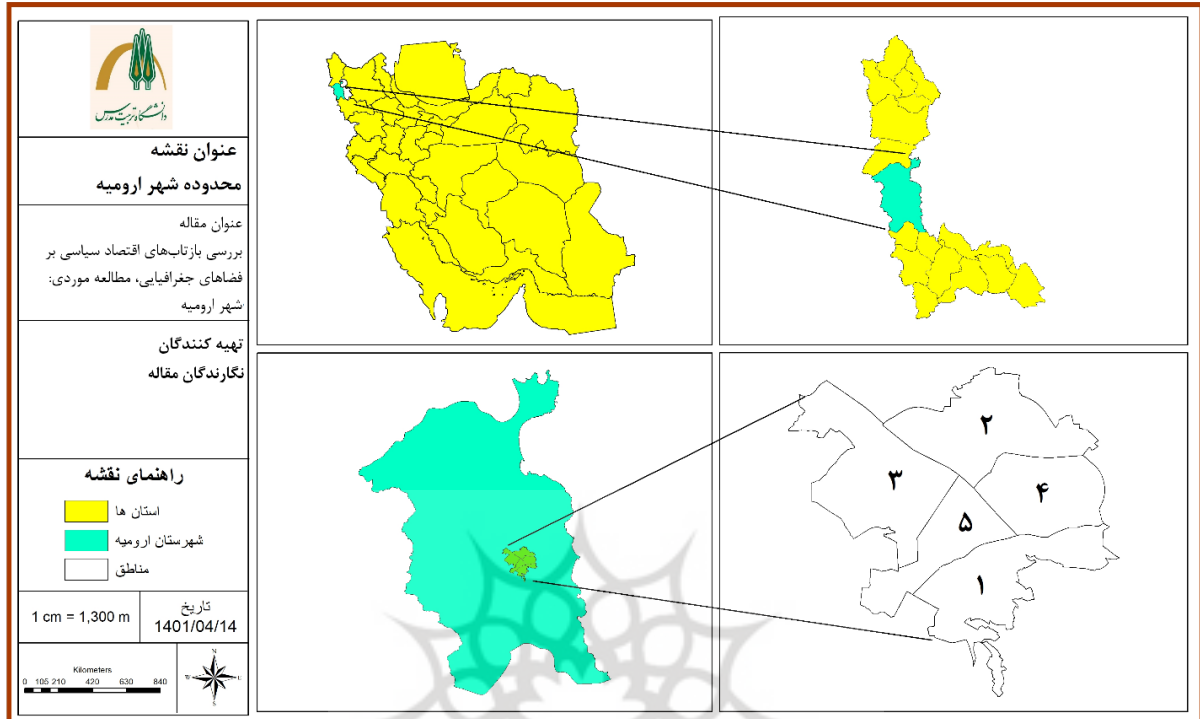 دانشگاه تربیت مدرس
عنوان نقشه
محدوده شهر ارومیه
عنوان مقاله
بررسی بازتاب‌های اقتصاد سیاسی بر
فضاهای جغرافیایی، مطالعه موردی:
شهر ارومیه
تهیه کنندگان
نگارندگان مقاله
راهنمای نقشه
استان ها
شهرستان ارومیه
مناطق
تاریخ
1401/04/14
1 cm = 1,300 m
Kilometers
0 105 210 420 630 840
N
S
۲
۳
۴
۵
۱